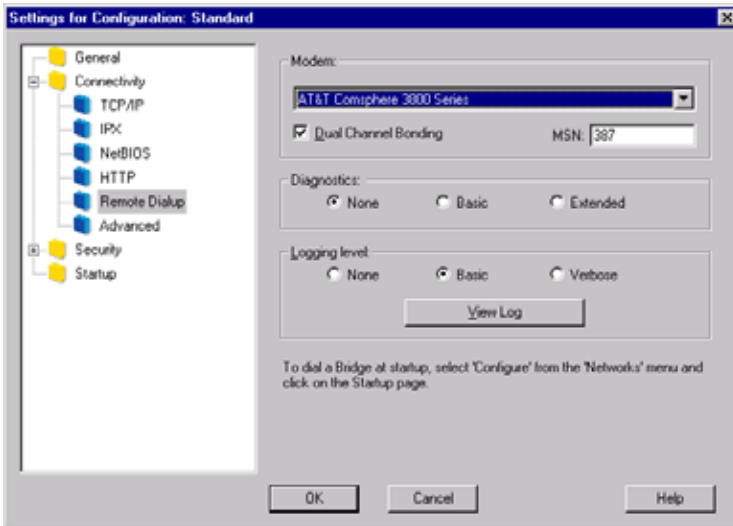 Settings for Configuration: Standard
General
Connectivity
TCP/IP
IPX
NetBIOS
HTTP
Remote Dialup
Advanced
Security
Startup
Modem:
AT&T Comsphere 3800 Series
Dual Channel Bonding
MSN: 387
Diagnostics:
None Basic Extended
Logging level:
None Basic Verbose
View Log
To dial a Bridge at startup, select 'Configure' from the 'Networks' menu and
click on the Startup page.
OK Cancel Help